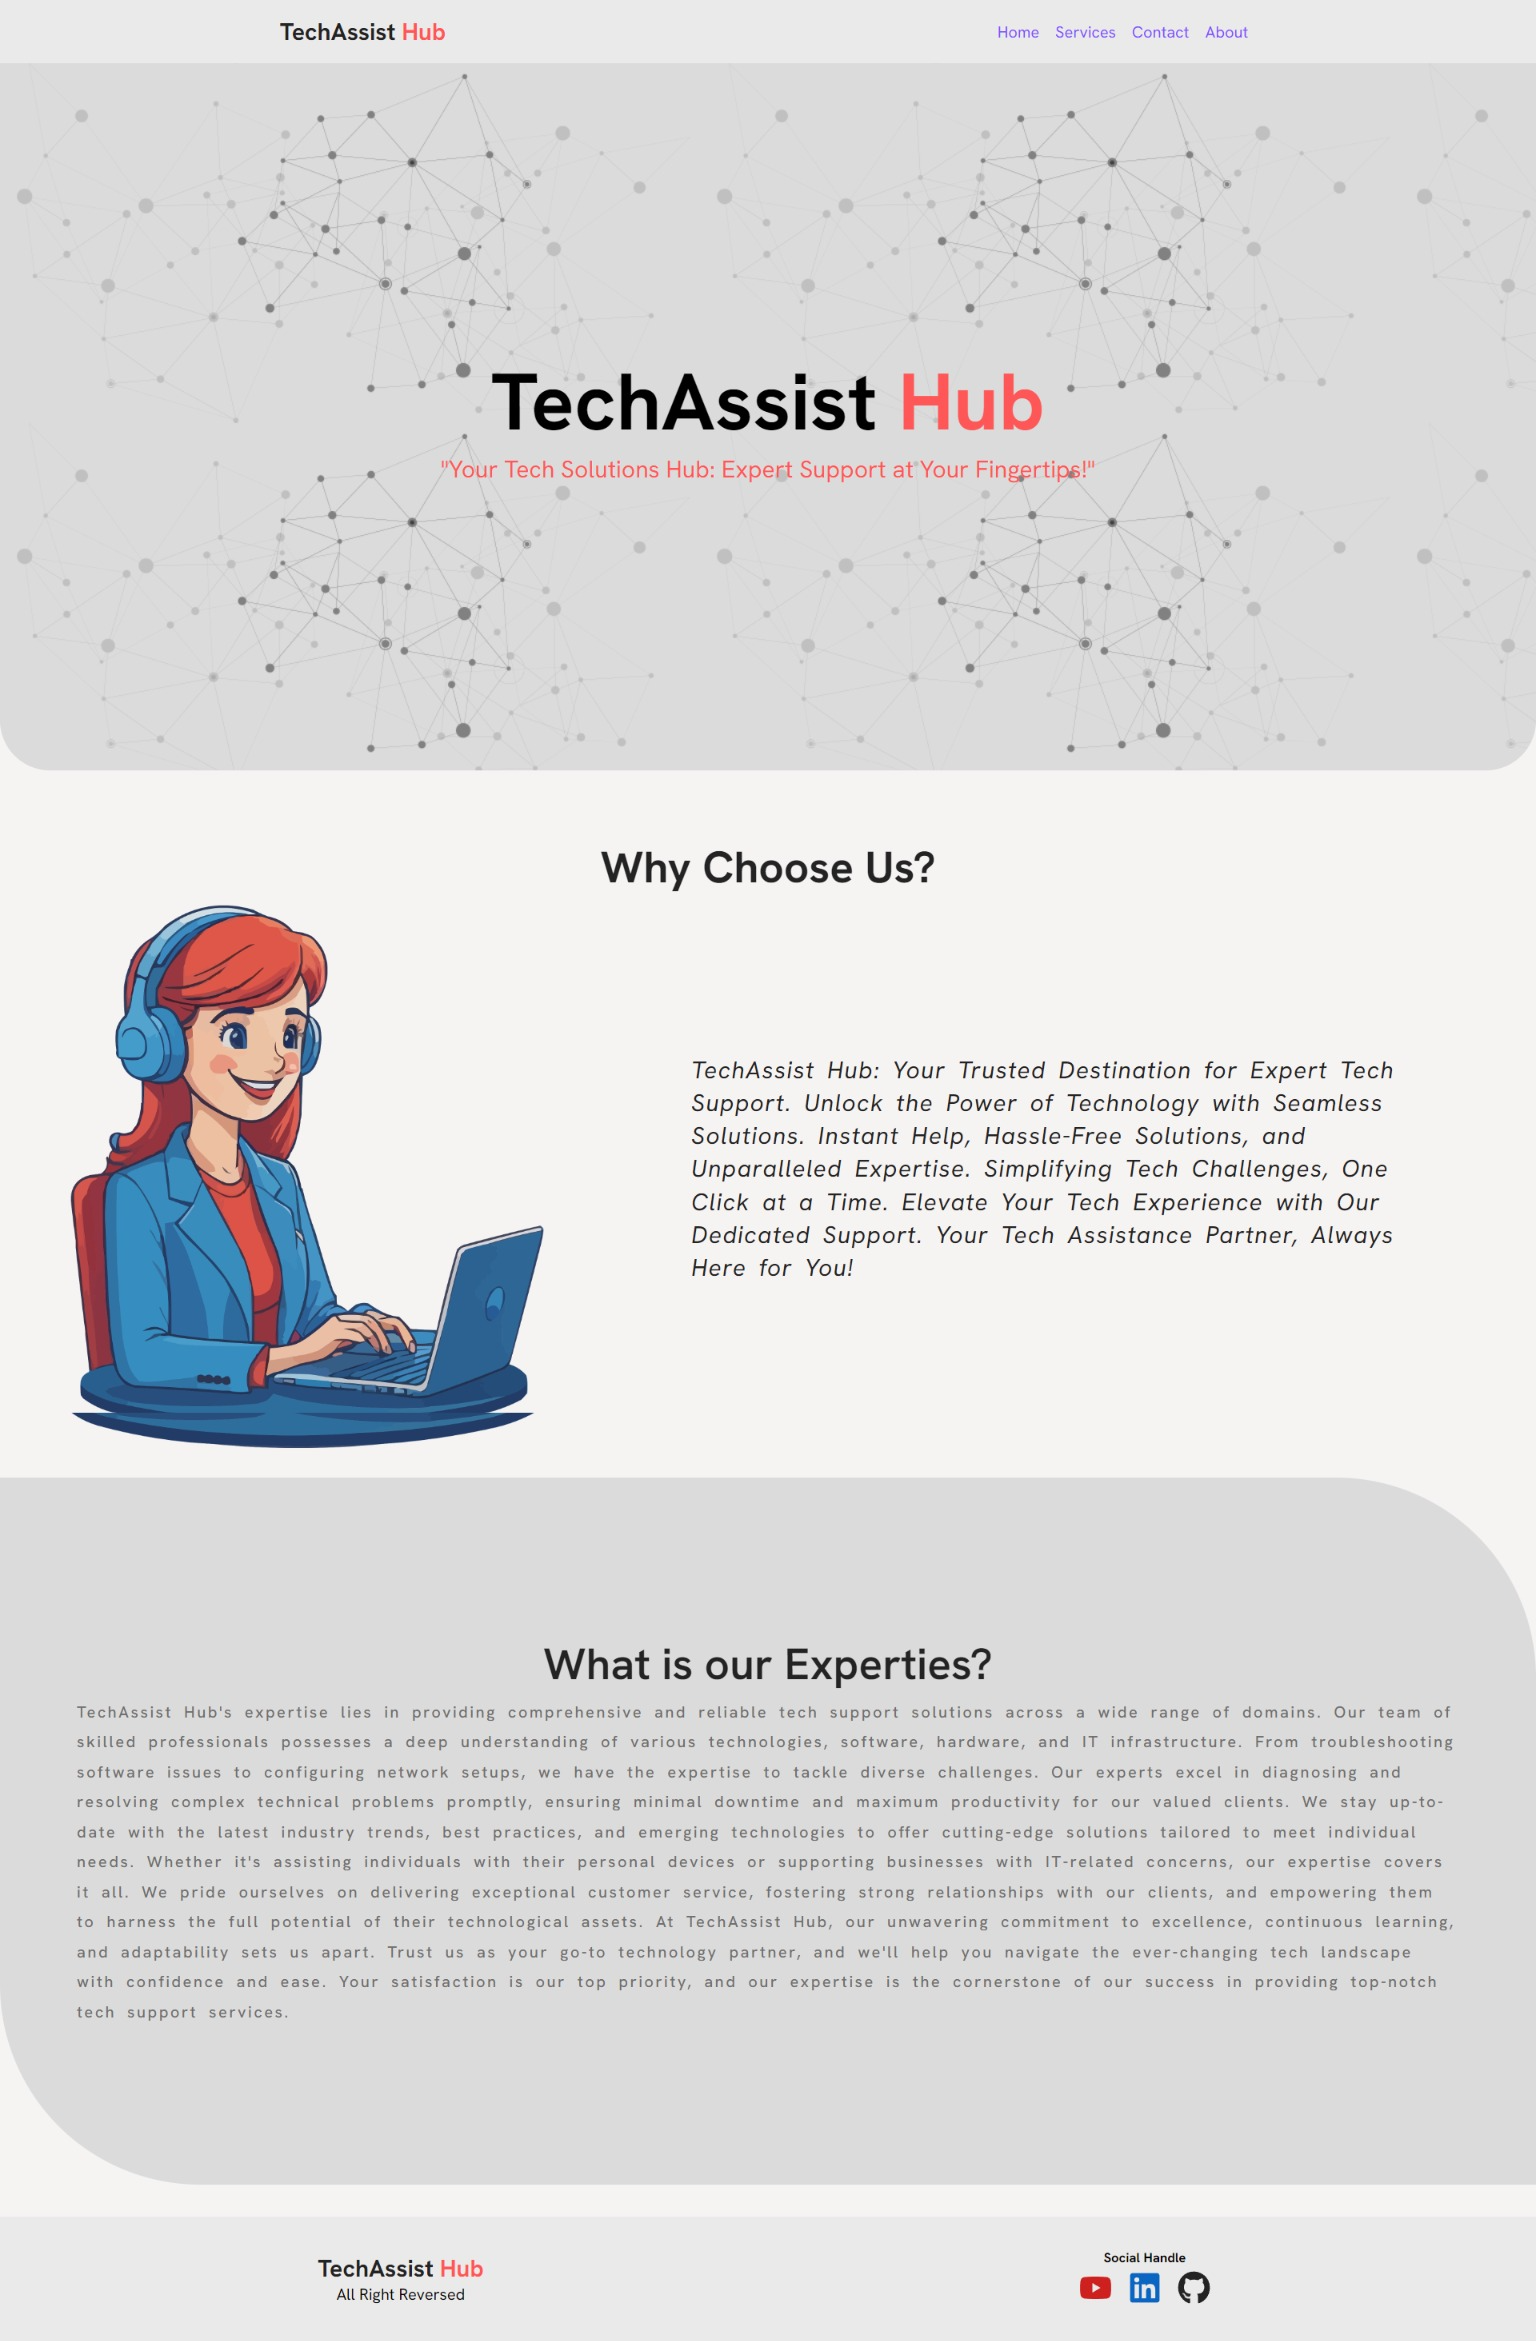 TechAssist Hub
Home Services Contact About
TechAssist Hub
"Your Tech Solutions Hub: Expert Support at Your Fingertips!"
Why Choose Us?
TechAssist Hub: Your Trusted Destination for Expert Tech
Support. Unlock the Power of Technology with Seamless
Solutions. Instant Help, Hassle-Free Solutions, and
Unparalleled Expertise. Simplifying Tech Challenges, One
Click at a Time. Elevate Your Tech Experience with Our
Dedicated Support. Your Tech Assistance Partner, Always
Here for You!
What is our Experties?
TechAssist Hub's expertise lies in providing comprehensive and reliable tech support solutions across a wide range of domains. Our team of
skilled professionals possesses a deep understanding of various technologies, software, hardware, and IT infrastructure. From troubleshooting
software issues to configuring network setups, we have the expertise to tackle diverse challenges. Our experts excel in diagnosing and
resolving complex technical problems promptly, ensuring minimal downtime and maximum productivity for our valued clients. We stay up-to-
date with the latest industry trends, best practices, and emerging technologies to offer cutting-edge solutions tailored to meet individual
needs. Whether it's assisting individuals with their personal devices or supporting businesses with IT-related concerns, our expertise covers
it all. We pride ourselves on delivering exceptional customer service, fostering strong relationships with our clients, and empowering them
to harness the full potential of their technological assets. At TechAssist Hub, our unwavering commitment to excellence, continuous learning,
and adaptability sets us apart. Trust us as your go-to technology partner, and we'll help you navigate the ever-changing tech landscape
with confidence and ease. Your satisfaction is our top priority, and our expertise is the cornerstone of our success in providing top-notch
tech support services.
TechAssist Hub
All Right Reversed
Social Handle
in